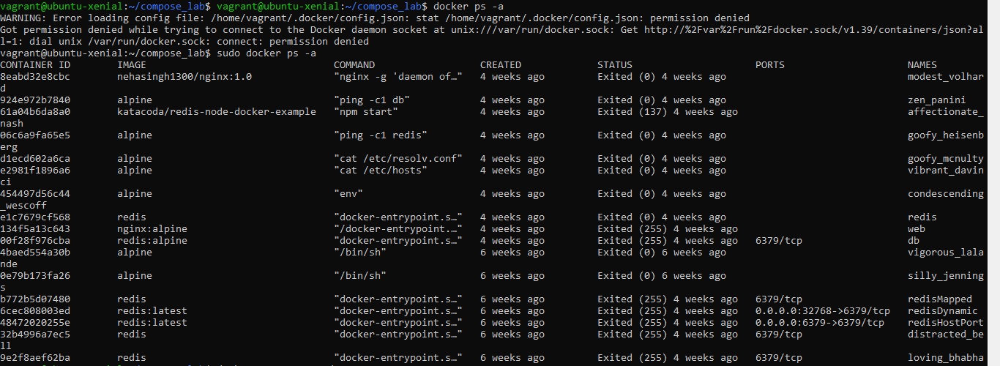 vagrant@ubuntu-xenial:~/compose_lab$ vagrant@ubuntu-xenial:~/compose_lab$ docker ps -a
WARNING: Error loading config file: /home/vagrant/.docker/config.json: stat /home/vagrant/.docker/config.json: permission denied
Got permission denied while trying to connect to the Docker daemon socket at unix:///var/run/docker.sock: Get http://%2Fvar%2Frun%2Fdocker.sock/v1.39/containers/json?al
l=1: dial unix /var/run/docker.sock: connect: permission denied
vagrant@ubuntu-xenial:~/compose_lab$ sudo docker ps -a
CONTAINER ID IMAGE COMMAND CREATED STATUS PORTS NAMES
8eabd32e8cbc nehasingh1300/nginx:1.0 "nginx -g 'daemon of…" 4 weeks ago Exited (0) 4 weeks ago modest_volhar
d
924e972b7840 alpine "ping -c1 db" 4 weeks ago Exited (0) 4 weeks ago zen_panini
61a04b6da8a0 katacoda/redis-node-docker-example "npm start" 4 weeks ago Exited (137) 4 weeks ago affectionate_
nash
06c6a9fa65e5 alpine "ping -c1 redis" 4 weeks ago Exited (0) 4 weeks ago goofy_heisenb
erg
d1ecd602a6ca alpine "cat /etc/resolv.conf" 4 weeks ago Exited (0) 4 weeks ago goofy_mcnulty
e2981f1896a6 alpine "cat /etc/hosts" 4 weeks ago Exited (0) 4 weeks ago vibrant_davin
ci
454497d56c44 alpine "env" 4 weeks ago Exited (0) 4 weeks ago condescending
_wescoff
e1c7679cf568 redis "docker-entrypoint.s…" 4 weeks ago Exited (0) 4 weeks ago redis
134f5a13c643 nginx:alpine "/docker-entrypoint.…" 4 weeks ago Exited (255) 4 weeks ago web
00f28f976cba redis:alpine "docker-entrypoint.s…" 4 weeks ago Exited (255) 4 weeks ago 6379/tcp db
4baed554a30b alpine "/bin/sh" 6 weeks ago Exited (0) 6 weeks ago vigorous_lala
nde
0e79b173fa26 alpine "/bin/sh" 6 weeks ago Exited (0) 6 weeks ago silly_jenning
s
b772b5d07480 redis "docker-entrypoint.s…" 6 weeks ago Exited (255) 4 weeks ago 6379/tcp redisMapped
6cec808003ed redis:latest "docker-entrypoint.s…" 6 weeks ago Exited (255) 4 weeks ago 0.0.0.0:32768->6379/tcp redisDynamic
48472020255e redis:latest "docker-entrypoint.s…" 6 weeks ago Exited (255) 4 weeks ago 0.0.0.0:6379->6379/tcp redisHostPort
32b4996a7ec5 redis "docker-entrypoint.s…" 6 weeks ago Exited (255) 4 weeks ago 6379/tcp distracted_be
ll
9e2f8aef62ba redis "docker-entrypoint.s…" 6 weeks ago Exited (255) 4 weeks ago 6379/tcp loving_bhabha